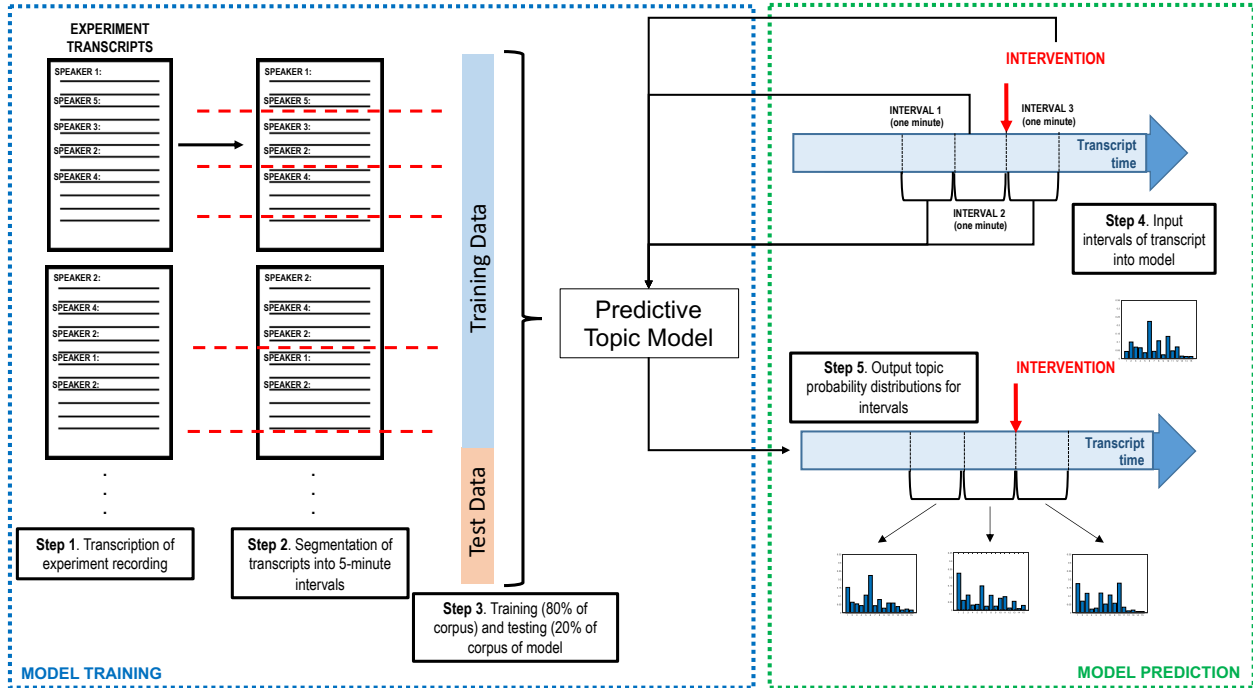 EXPERIMENT
TRANSCRIPTS
SPEAKER 1:
SPEAKER 5:
SPEAKER 3:
SPEAKER 2:
SPEAKER 4:
SPEAKER 1:
SPEAKER 5:
SPEAKER 3:
SPEAKER 2:
SPEAKER 4:
SPEAKER 2:
SPEAKER 4:
SPEAKER 2:
SPEAKER 1:
SPEAKER 2:
SPEAKER 2:
SPEAKER 4:
SPEAKER 2:
SPEAKER 1:
SPEAKER 2:
.
.
.
.
.
.
Step 1. Transcription of
experiment recording
Step 2. Segmentation of
transcripts into 5-minute
intervals
Training Data
Test Data
Step 3. Training (80% of
corpus) and testing (20% of
corpus of model
MODEL TRAINING
Predictive
Topic Model
INTERVENTION
INTERVAL 1
(one minute)
INTERVAL 3
(one minute)
Transcript
time
INTERVAL 2
(one minute)
Step 4. Input
intervals of transcript
into model
Step 5. Output topic
probability distributions for
intervals
INTERVENTION
Transcript
time
MODEL PREDICTION